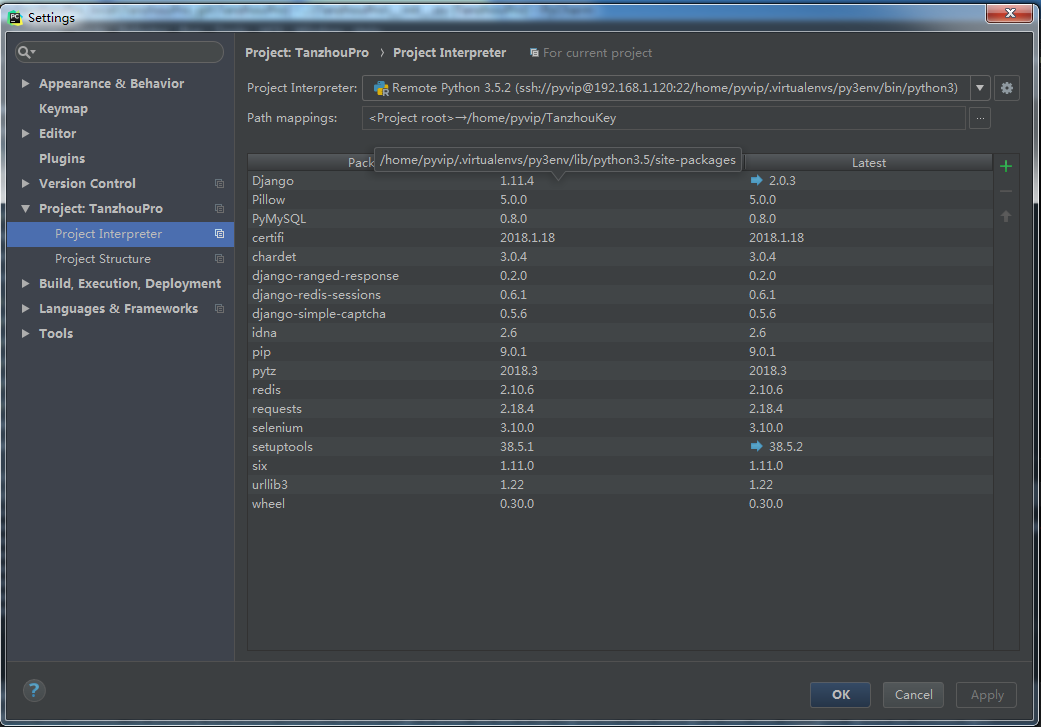 Settings
Project: TanzhouPro › Project Interpreter For current project
Appearance & Behavior
Keymap
Editor
Plugins
Version Control
Project: TanzhouPro
Project Interpreter
Project Structure
Build, Execution, Deployment
Languages & Frameworks
Tools
Project Interpreter: Remote Python 3.5.2 (ssh://pyvip@192.168.1.120:22/home/pyvip/.virtualenvs/py3env/bin/python3)
Path mappings: <Project root>→/home/pyvip/TanzhouKey ...
/home/pyvip/.virtualenvs/py3env/lib/python3.5/site-packages
Pack Latest
Django 1.11.4 2.0.3
Pillow 5.0.0 5.0.0
PyMySQL 0.8.0 0.8.0
certifi 2018.1.18 2018.1.18
chardet 3.0.4 3.0.4
django-ranged-response 0.2.0 0.2.0
django-redis-sessions 0.6.1 0.6.1
django-simple-captcha 0.5.6 0.5.6
idna 2.6 2.6
pip 9.0.1 9.0.1
pytz 2018.3 2018.3
redis 2.10.6 2.10.6
requests 2.18.4 2.18.4
selenium 3.10.0 3.10.0
setuptools 38.5.1 38.5.2
six 1.11.0 1.11.0
urllib3 1.22 1.22
wheel 0.30.0 0.30.0
? OK Cancel Apply